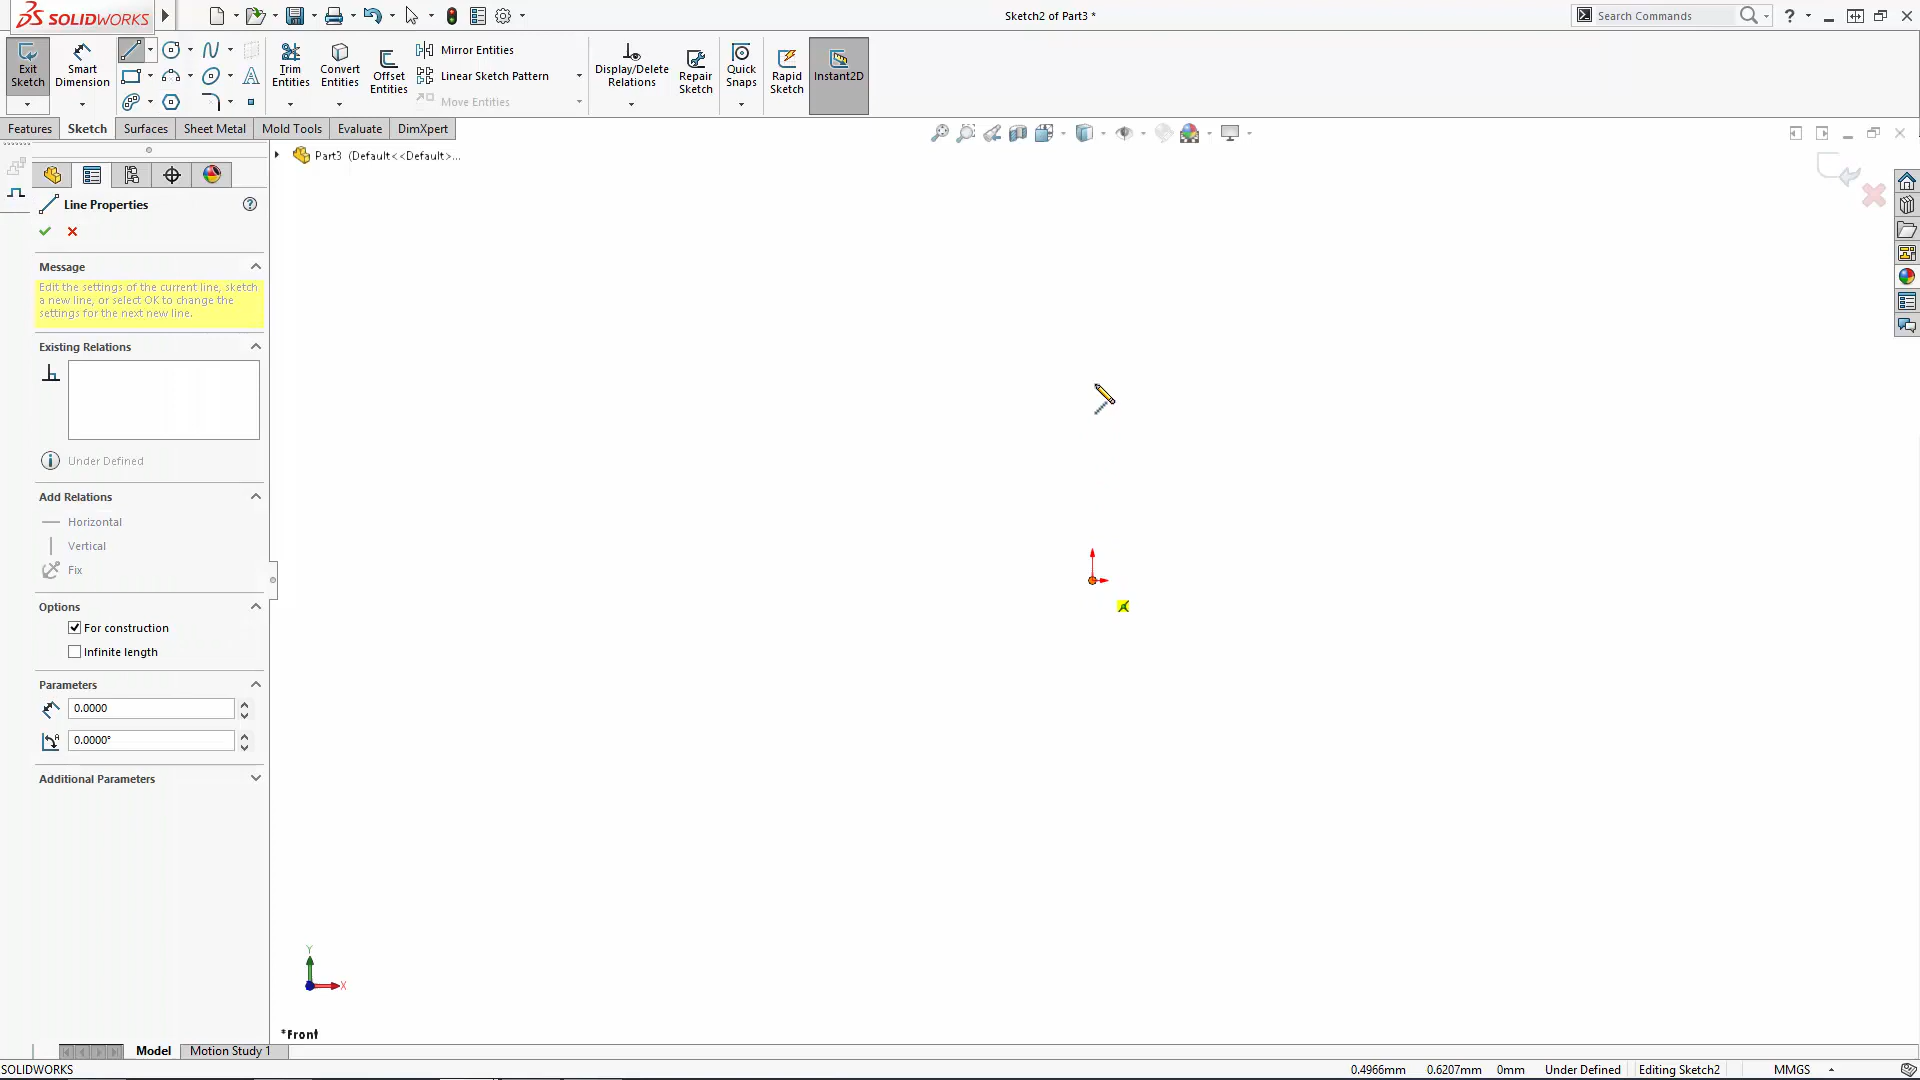 SOLIDWORKS
Sketch2 of Part3 *
Search Commands
Exit
Sketch
Smart
Dimension
Trim
Entities
Convert
Entities
Offset
Entities
Mirror Entities
Linear Sketch Pattern
Move Entities
Display/Delete
Relations
Repair
Sketch
Quick
Snaps
Rapid
Sketch
Instant2D
Features
Sketch
Surfaces
Sheet Metal
Mold Tools
Evaluate
DimXpert
Part3 (Default<<Default>...
Line Properties
Message
Edit the settings of the current line, sketch
a new line, or select OK to change the
settings for the next new line.
Existing Relations
Under Defined
Add Relations
Horizontal
Vertical
Fix
Options
For construction
Infinite length
Parameters
0.0000
0.0000°
Additional Parameters
Y
X
*Front
Model
Motion Study 1
SOLIDWORKS
0.4966mm
0.6207mm
0mm
Under Defined
Editing Sketch2
MMGS